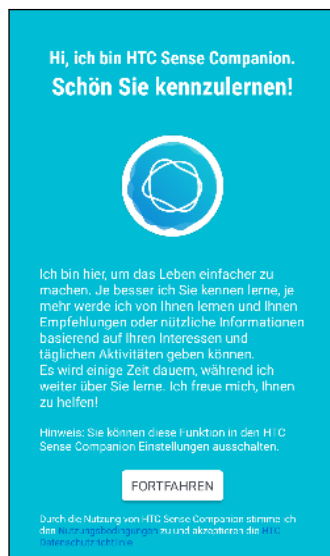 Hi, ich bin HTC Sense Companion.
Schön Sie kennzulernen!
Ich bin hier, um das Leben einfacher zu
machen. Je besser ich Sie kennen lerne, je
mehr werde ich von Ihnen lernen und Ihnen
Empfehlungen oder nützliche Informationen
basierend auf Ihren Interessen und
täglichen Aktivitäten geben können.
Es wird einige Zeit dauern, während ich
weiter über Sie lerne. Ich freue mich, Ihnen
zu helfen!
Hinweis: Sie können diese Funktion in den HTC
Sense Companion Einstellungen ausschalten.
FORTFAHREN
Durch die Nutzung von HTC Sense Companion stimme ich
den Nutzungsbedingungen zu und akzeptiere die HTC
Datenschutzrichtlinie